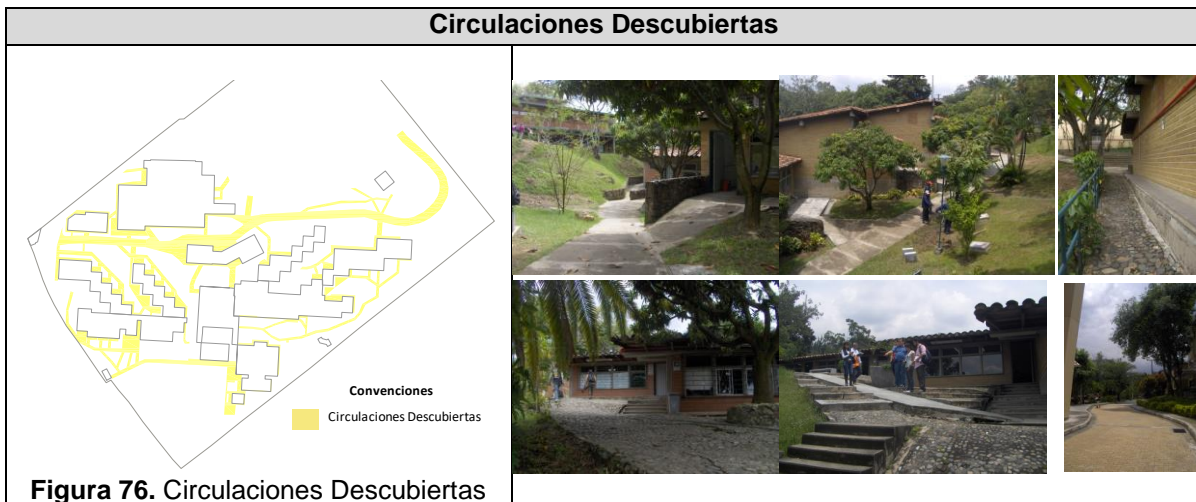 Circulaciones Descubiertas
Convenciones
Circulaciones Descubiertas
Figura 76. Circulaciones Descubiertas